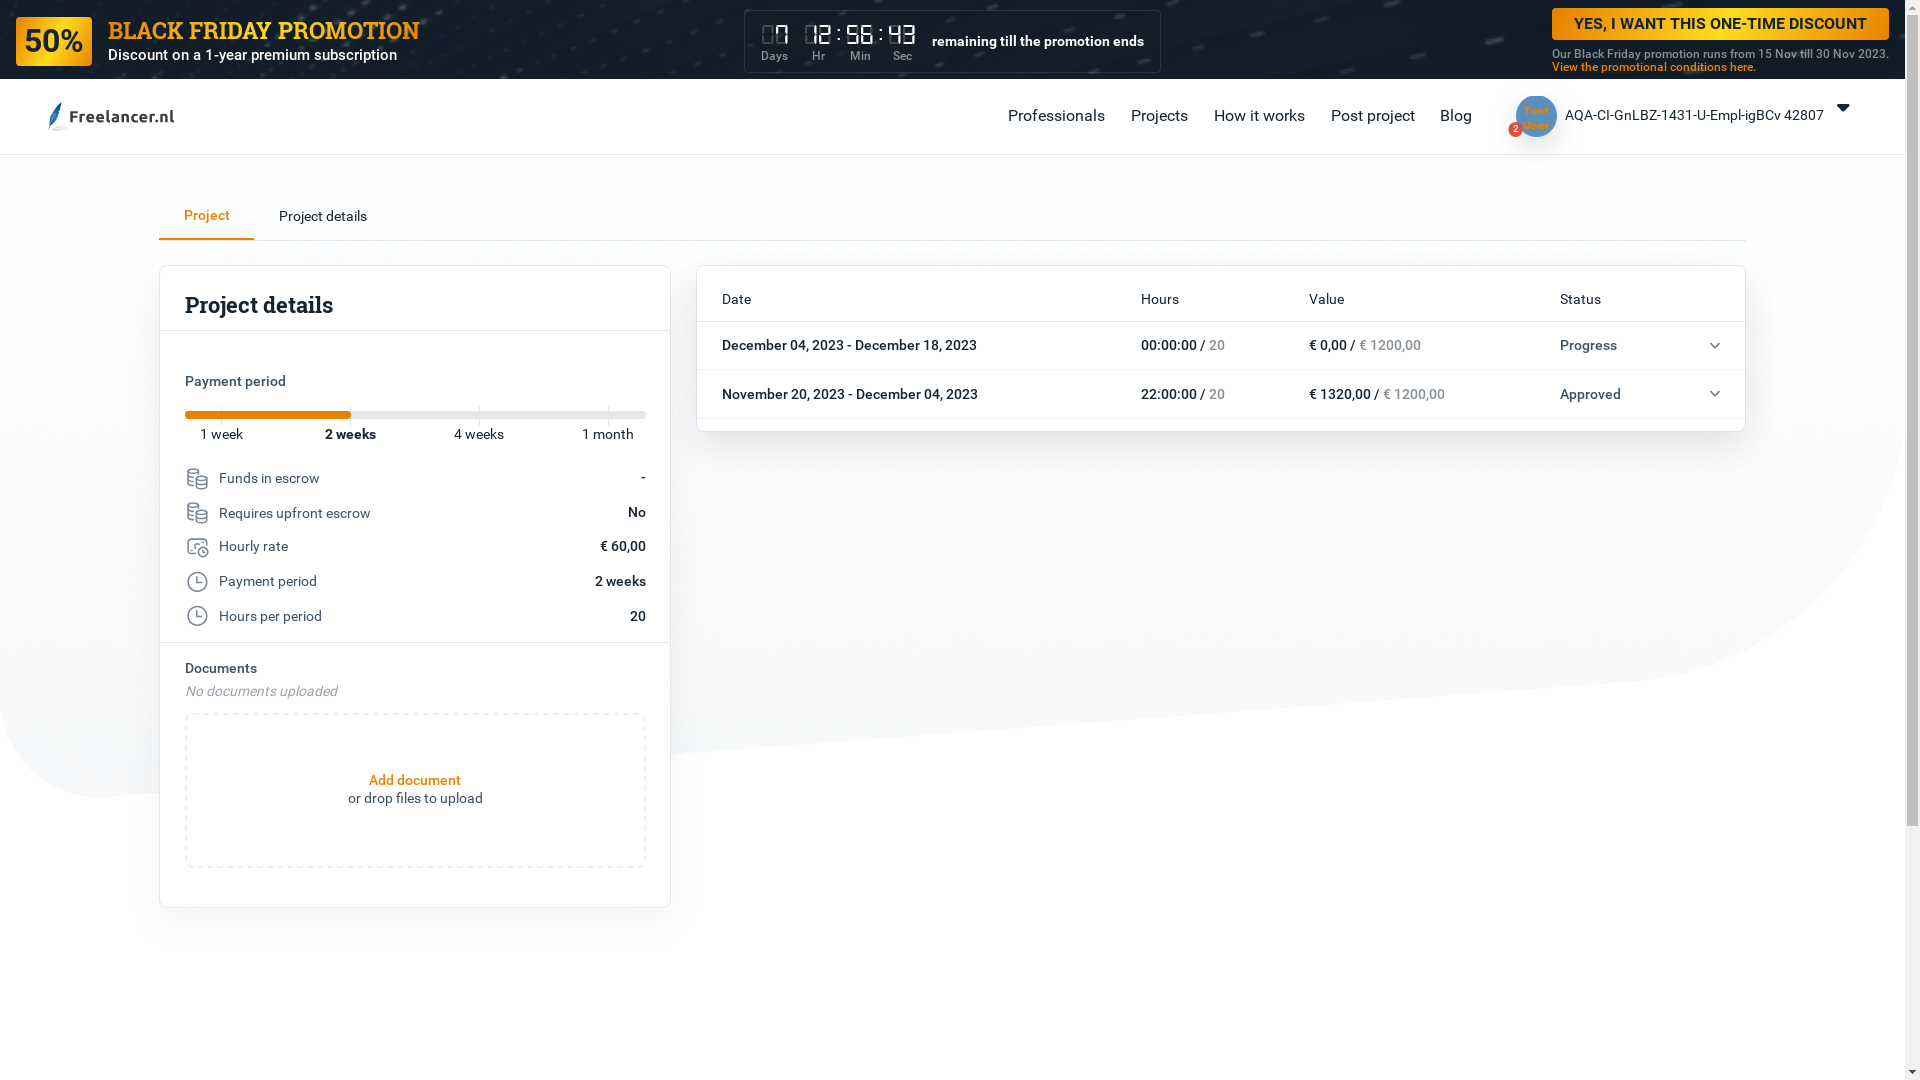 50%
BLACK FRIDAY PROMOTION
Discount on a 1-year premium subscription
7 12:56:43
Days Hr Min Sec
remaining till the promotion ends
YES, I WANT THIS ONE-TIME DISCOUNT
Our Black Friday promotion runs from 15 Nov till 30 Nov 2023.
View the promotional conditions here.
Freelancer.nl
Professionals
Projects
How it works
Post project
Blog
Test
User
2
AQA-CI-GnLBZ-1431-U-Empl-igBCv 42807
Project
Project details
Project details
Payment period
1 week 2 weeks 4 weeks 1 month
Funds in escrow -
Requires upfront escrow No
Hourly rate € 60,00
Payment period 2 weeks
Hours per period 20
Documents
No documents uploaded
Add document
or drop files to upload
Date Hours Value Status
December 04, 2023 - December 18, 2023 00:00:00 / 20 € 0,00 / € 1200,00 Progress
November 20, 2023 - December 04, 2023 22:00:00 / 20 € 1320,00 / € 1200,00 Approved